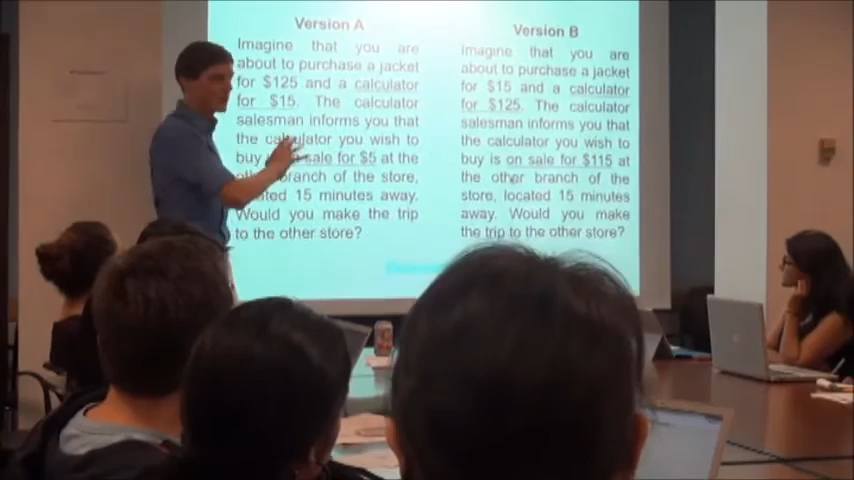 Version A
Imagine that you are
about to purchase a jacket
for $125 and a calculator
for $15. The calculator
salesman informs you that
the calculator you wish to
buy sale for $5 at the
branch of the store,
15 minutes away.
Would you make the trip
to the other store?
Version B
Imagine that you are
about to purchase a jacket
for $15 and a calculator
for $125. The calculator
salesman informs you that
the calculator you wish to
buy is on sale for $115 at
the other branch of the
store, located 15 minutes
away. Would you make
the trip to the other store?